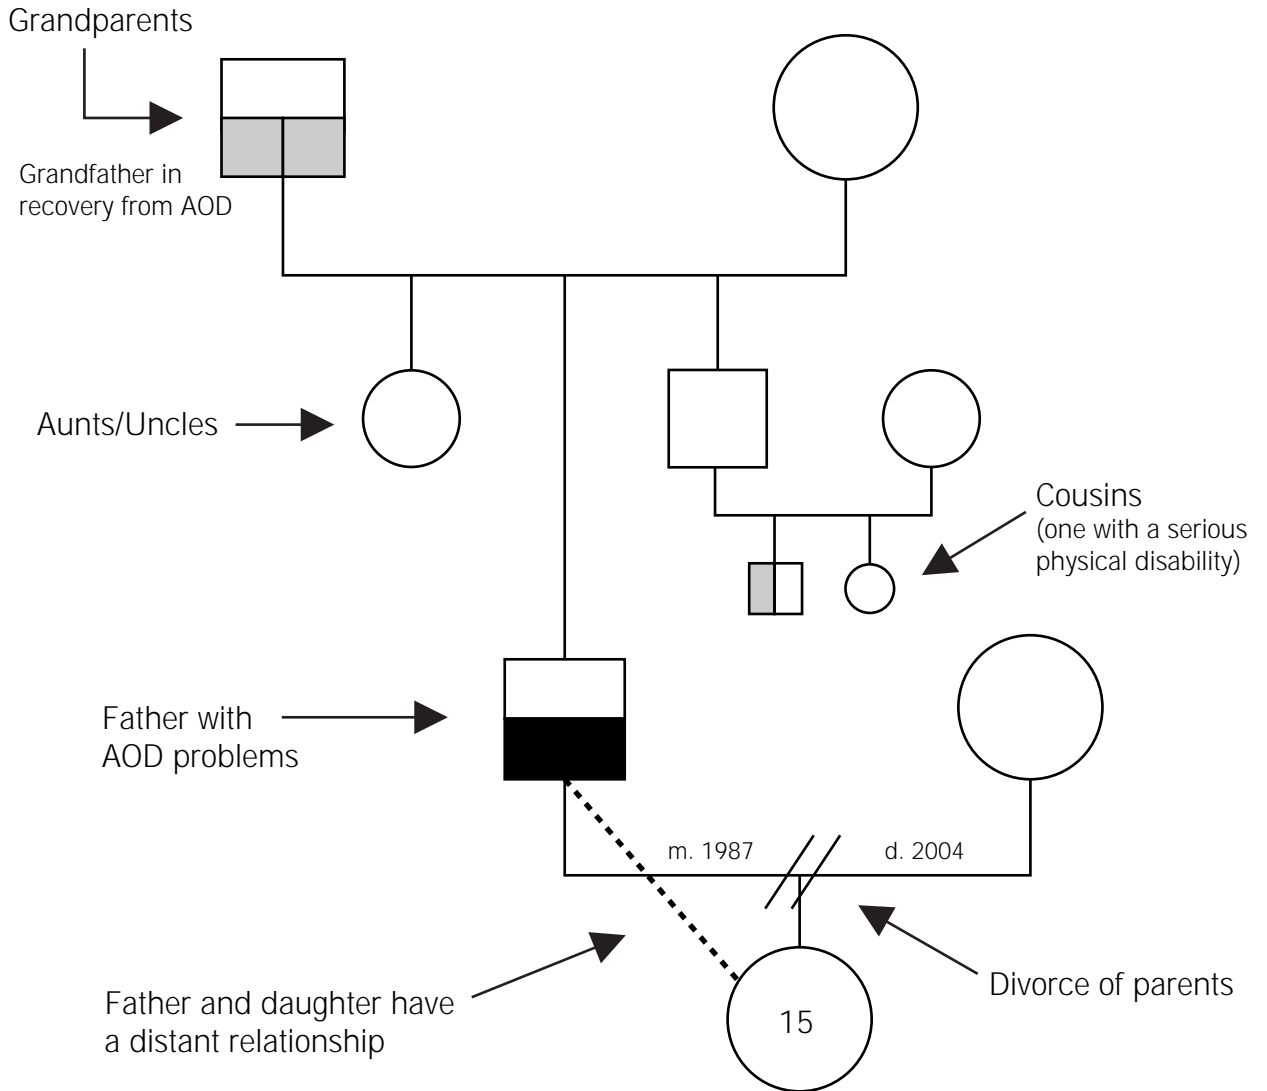 Grandparents
Grandfather in
recovery from AOD
Aunts/Uncles
Cousins
(one with a serious
physical disability)
Father with
AOD problems
m. 1987
d. 2004
Father and daughter have
a distant relationship
15
Divorce of parents